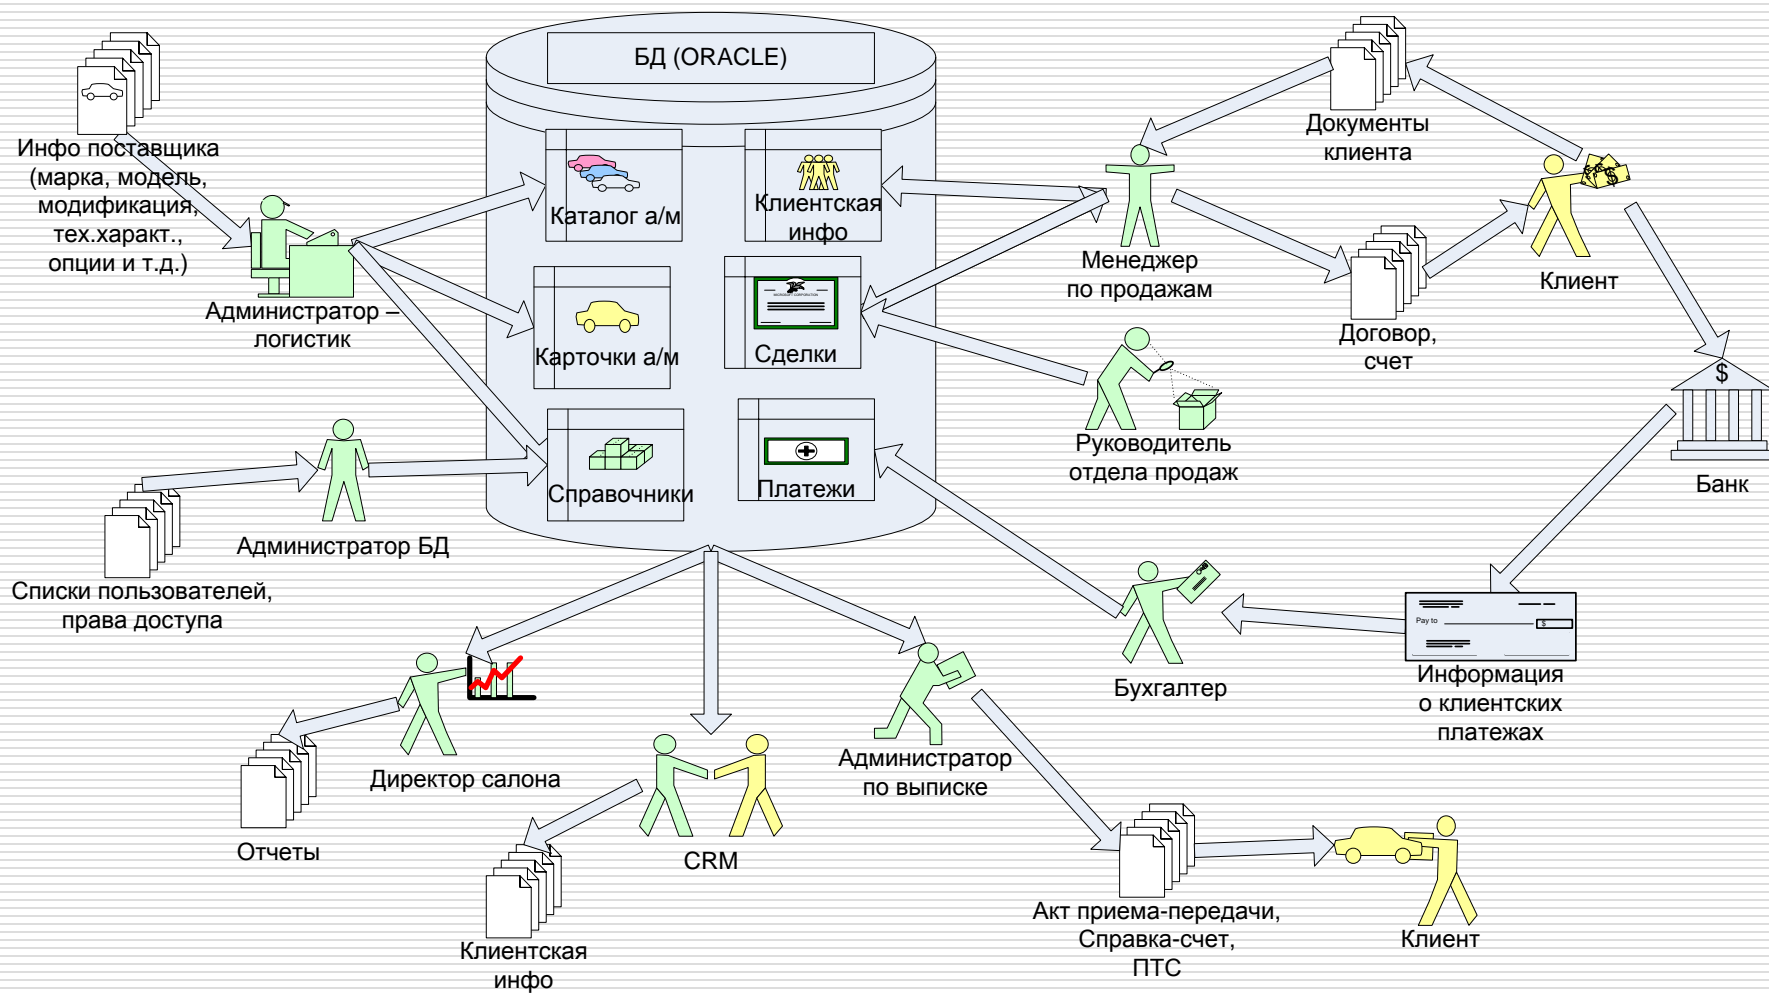 БД (ORACLE)
Инфо поставщика
(марка, модель,
модификация,
тех.характ.,
опции и т.д.)
Администратор –
логистик
Каталог а/м
Клиентская
инфо
Карточки а/м
MICROSOFT CORPORATION
Сделки
Справочники
Платежи
Документы
клиента
Менеджер
по продажам
$
$
Клиент
Договор,
счет
Руководитель
отдела продаж
$
Банк
Администратор БД
Списки пользователей,
права доступа
Бухгалтер
Pay to
$
Информация
о клиентских
платежах
Директор салона
Отчеты
CRM
Клиентская
инфо
Администратор
по выписке
Акт приема-передачи,
Справка-счет,
ПТС
Клиент